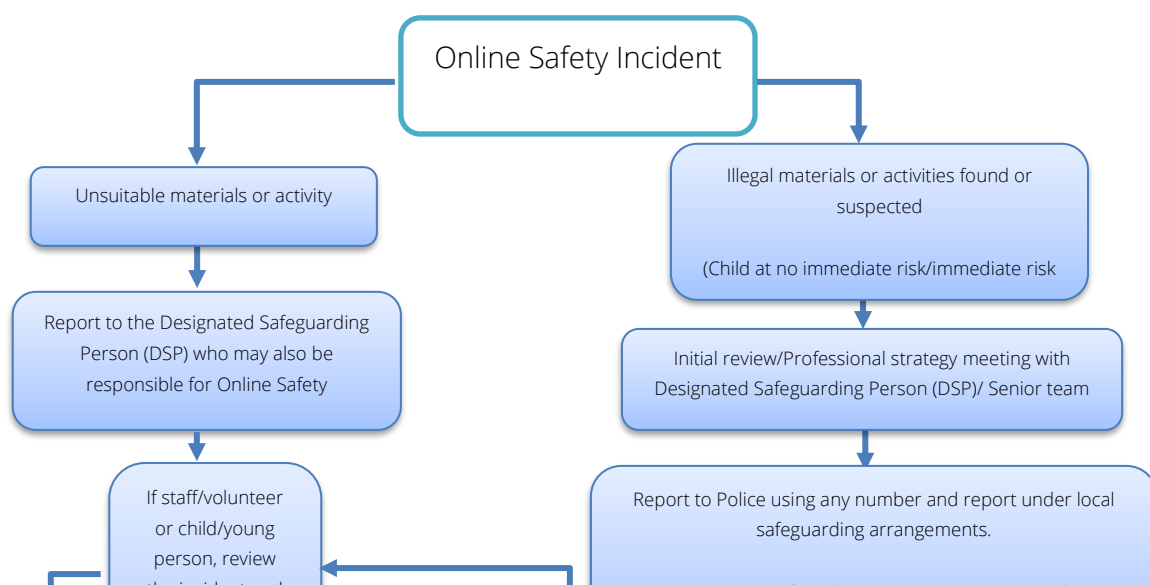 Online Safety Incident
Unsuitable materials or activity
Report to the Designated Safeguarding
Person (DSP) who may also be
responsible for Online Safety
If staff/volunteer
or child/young
person, review
Illegal materials or activities found or
suspected
(Child at no immediate risk/immediate risk
Initial review/Professional strategy meeting with
Designated Safeguarding Person (DSP)/ Senior team
Report to Police using any number and report under local
safeguarding arrangements.